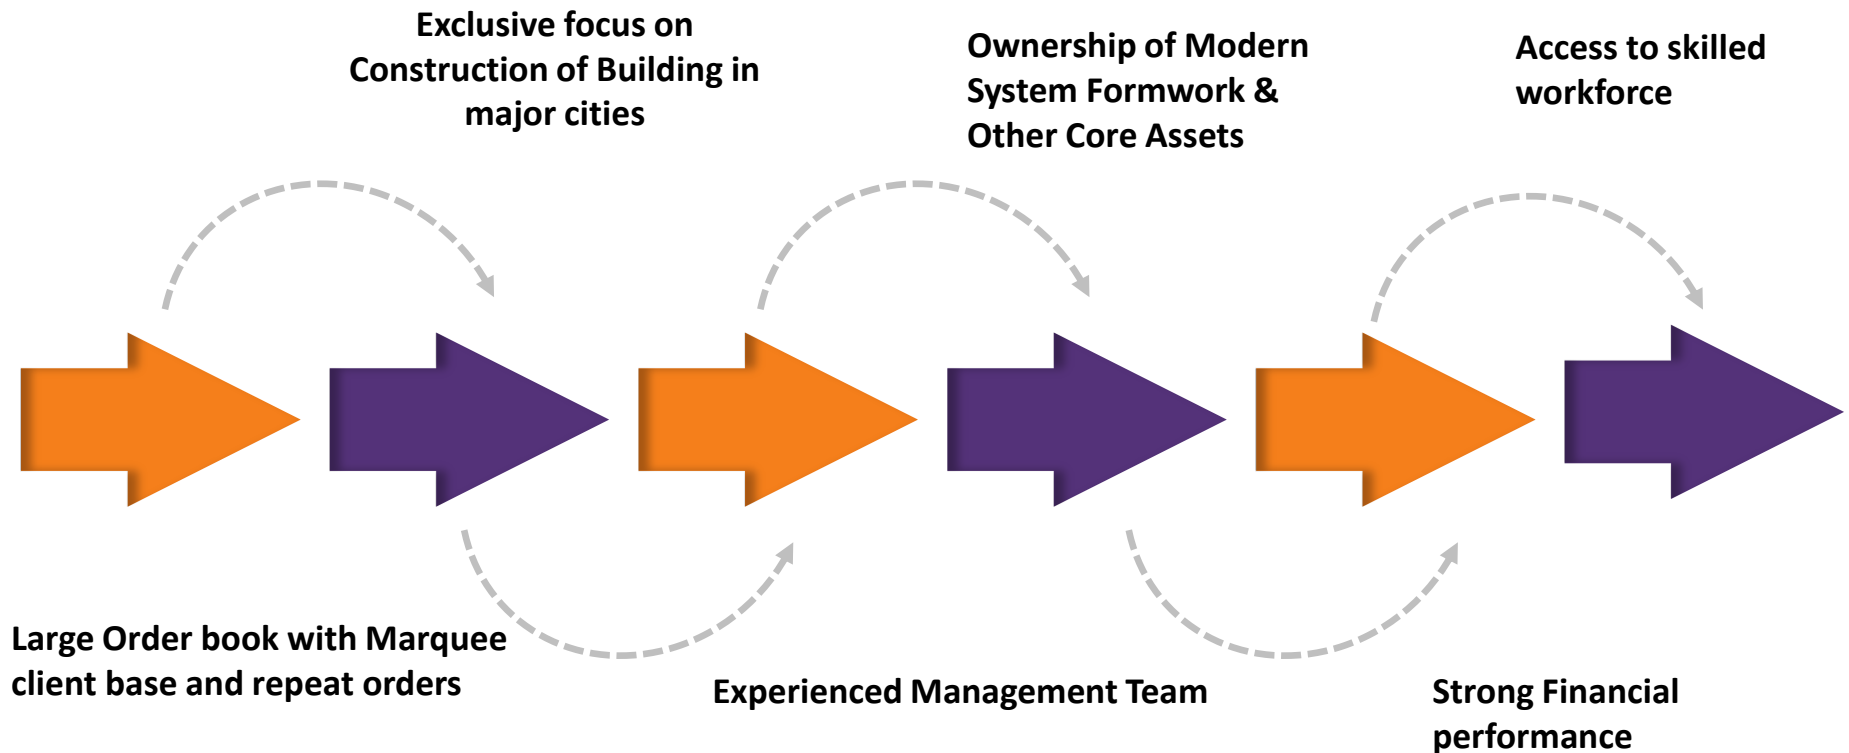 Exclusive focus on
Construction of Building in
major cities
Ownership of Modern
System Formwork &
Other Core Assets
Access to skilled
workforce
Large Order book with Marquee
client base and repeat orders
Experienced Management Team
Strong Financial
performance